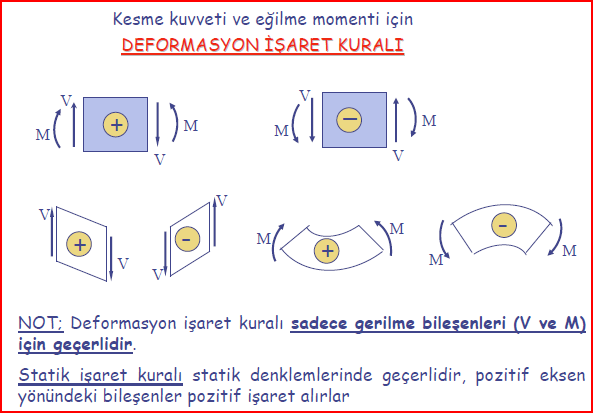 Kesme kuvveti ve eğilme momenti için
DEFORMASYON İŞARET KURALI
V
M
+
M
V
V
M
–
M
V
V
+
V
V
-
V
M
+
M
M
-
M
NOT; Deformasyon işaret kuralı sadece gerilme bileşenleri (V ve M)
için geçerlidir.
Statik işaret kuralı statik denklemlerinde geçerlidir, pozitif eksen
yönündeki bileşenler pozitif işaret alırlar